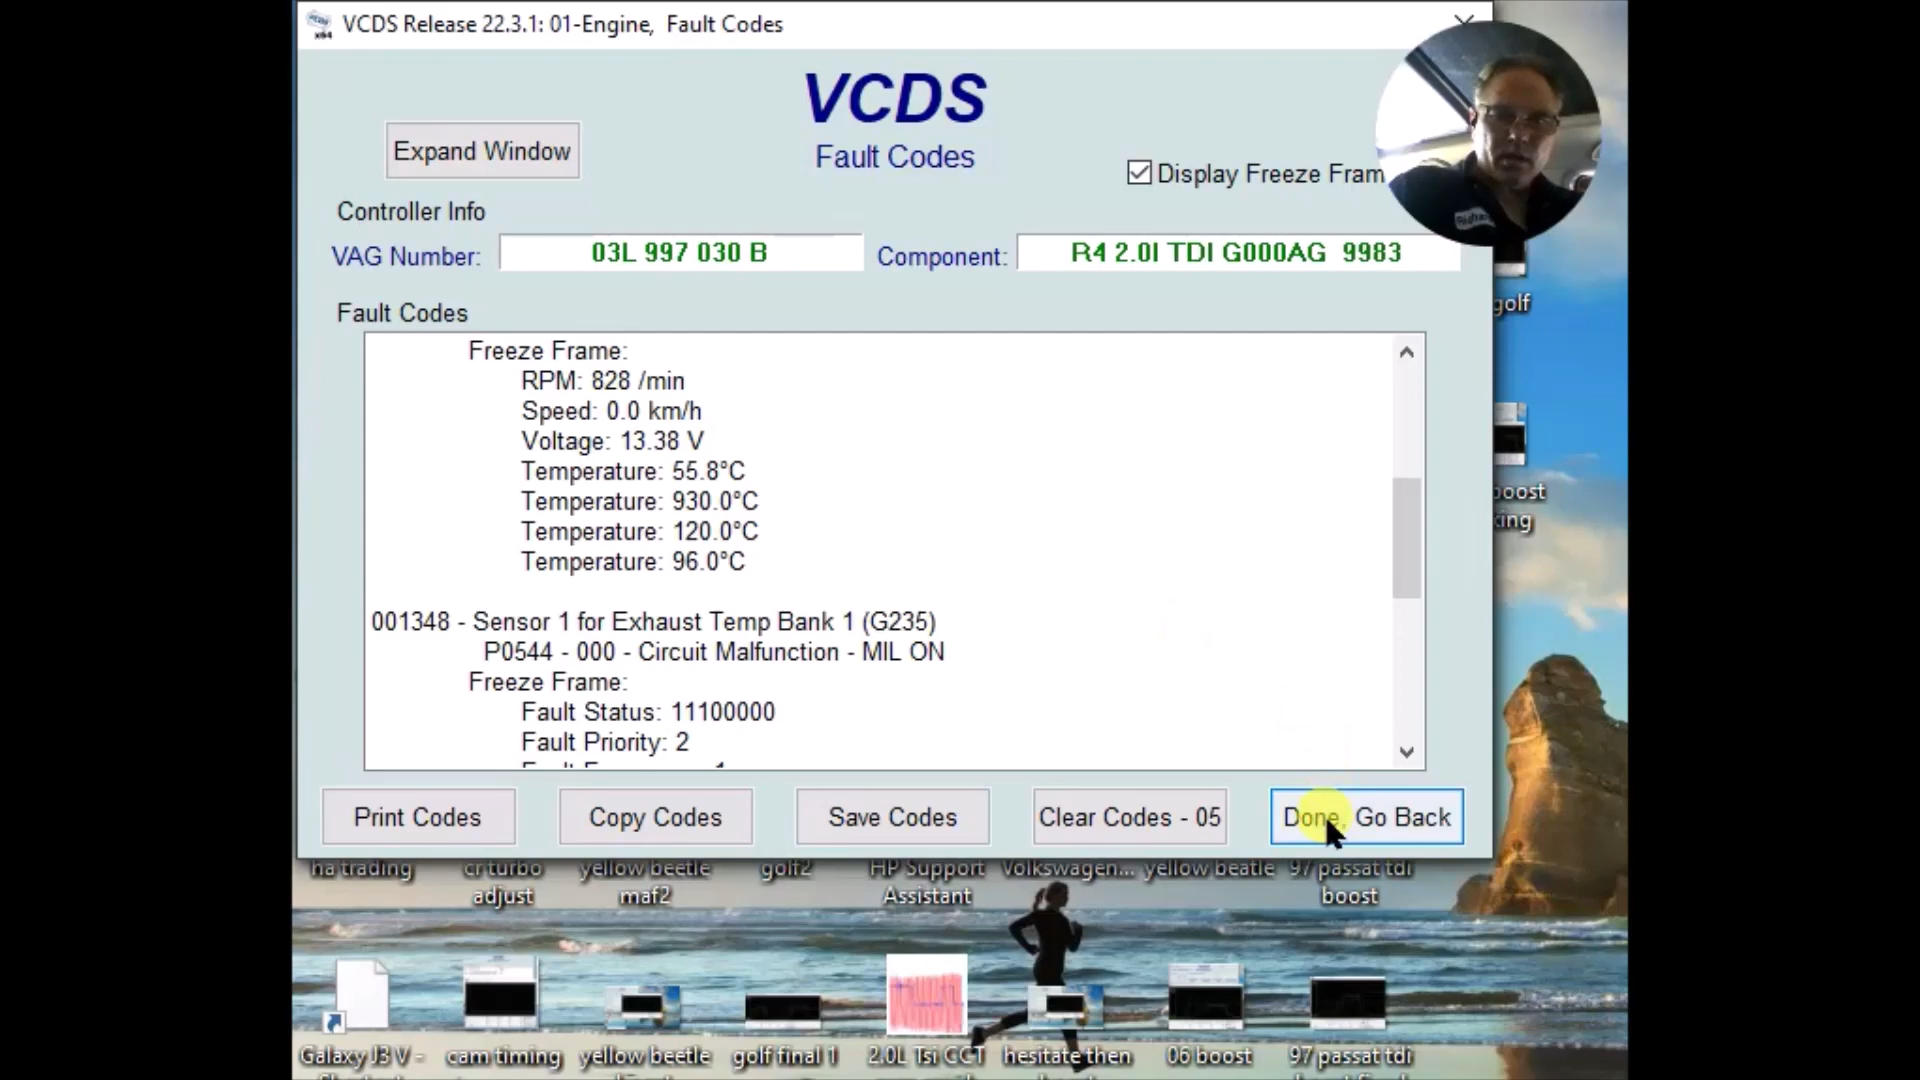 VCDS Release 22.3.1: 01-Engine, Fault Codes
VCDS
Fault Codes
Expand Window
Display Freeze Fram
Controller Info
VAG Number: 03L 997 030 B Component: R4 2.0l TDI G000AG 9983
Fault Codes
Freeze Frame:
RPM: 828 /min
Speed: 0.0 km/h
Voltage: 13.38 V
Temperature: 55.8°C
Temperature: 930.0°C
Temperature: 120.0°C
Temperature: 96.0°C
001348 - Sensor 1 for Exhaust Temp Bank 1 (G235)
P0544 - 000 - Circuit Malfunction - MIL ON
Freeze Frame:
Fault Status: 11100000
Fault Priority: 2
Print Codes
Copy Codes
Save Codes
Clear Codes - 05
Done, Go Back
golf
boost
king
ha trading
cr turbo
adjust
yellow beetle
maf2
golf2
HP Support
Assistant
Volkswagen...
yellow beatle
97 passat tdi
boost
Galaxy J3 V -
cam timing
yellow beetle
golf final 1
2.0L Tsi CCT
hesitate then
06 boost
97 passat tdi